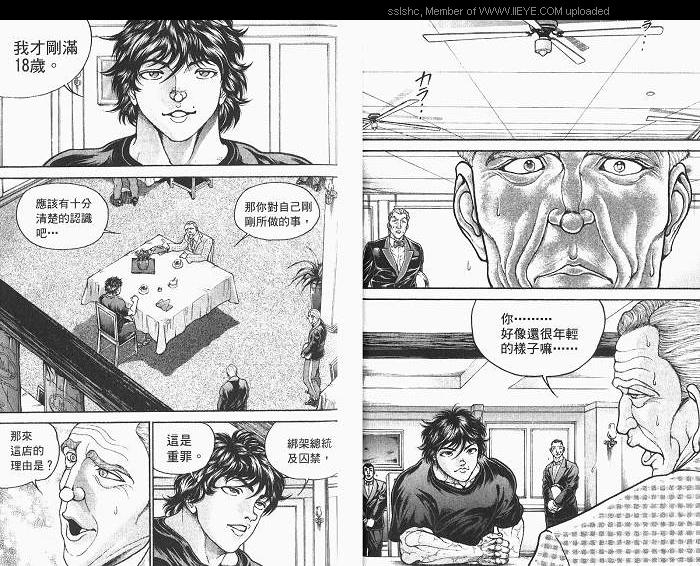 sslshc, Member of WWW.IIEYE.COM uploaded
カラ…
你………
好像還很年輕
的樣子嘛……
我才剛滿
18歲。
那你對自己剛
剛所做的事，
應該有十分
清楚的認識
吧…
綁架總統
及囚禁，
這是
重罪。
那來
這店的
理由是？